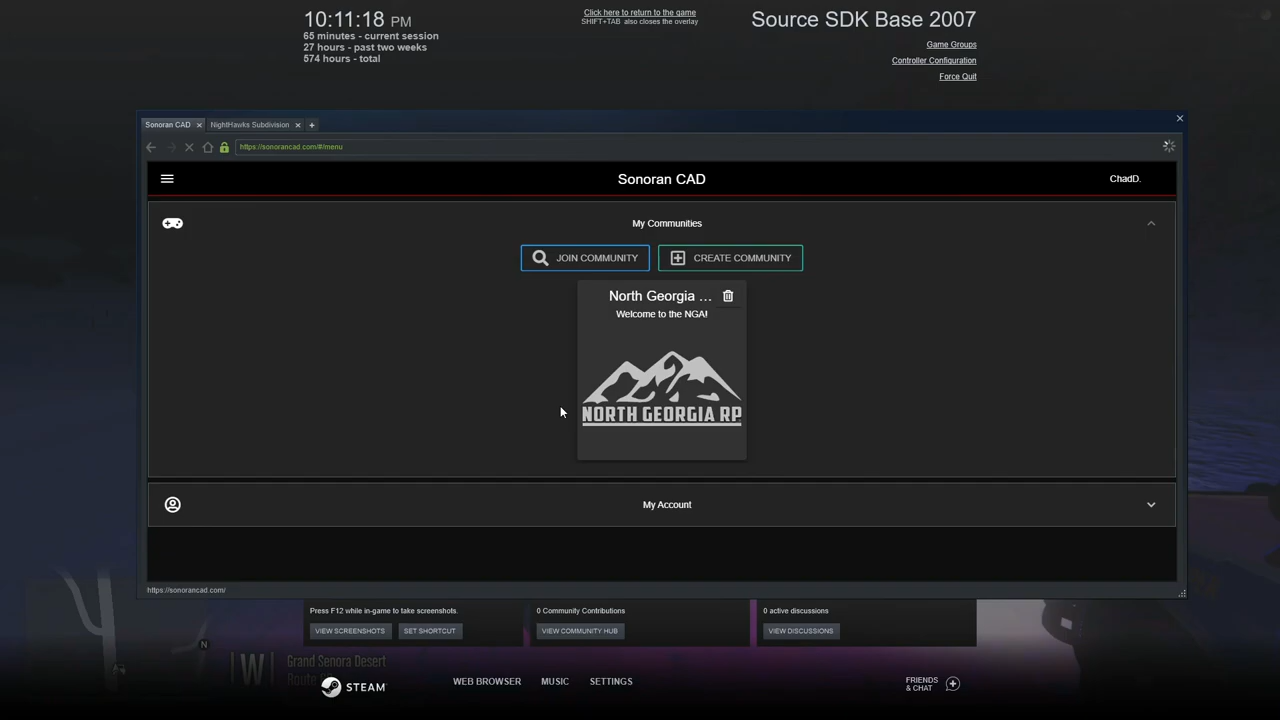 10:11:18 PM
65 minutes - current session
27 hours - past two weeks
574 hours - total
Click here to return to the game
SHIFT+TAB also closes the overlay
Source SDK Base 2007
Game Groups
Controller Configuration
Force Quit
Sonoran CAD
NightHawks Subdivision
https://sonorancad.com/#/menu
Sonoran CAD
ChadD.
My Communities
JOIN COMMUNITY
CREATE COMMUNITY
North Georgia ...
Welcome to the NGA!
NORTH GEORGIA RP
My Account
https://sonorancad.com/
Press F12 while in-game to take screenshots.
VIEW SCREENSHOTS
SET SHORTCUT
0 Community Contributions
VIEW COMMUNITY HUB
0 active discussions
VIEW DISCUSSIONS
N
W
Grand Senora Desert
Route
STEAM
WEB BROWSER
MUSIC
SETTINGS
FRIENDS
& CHAT